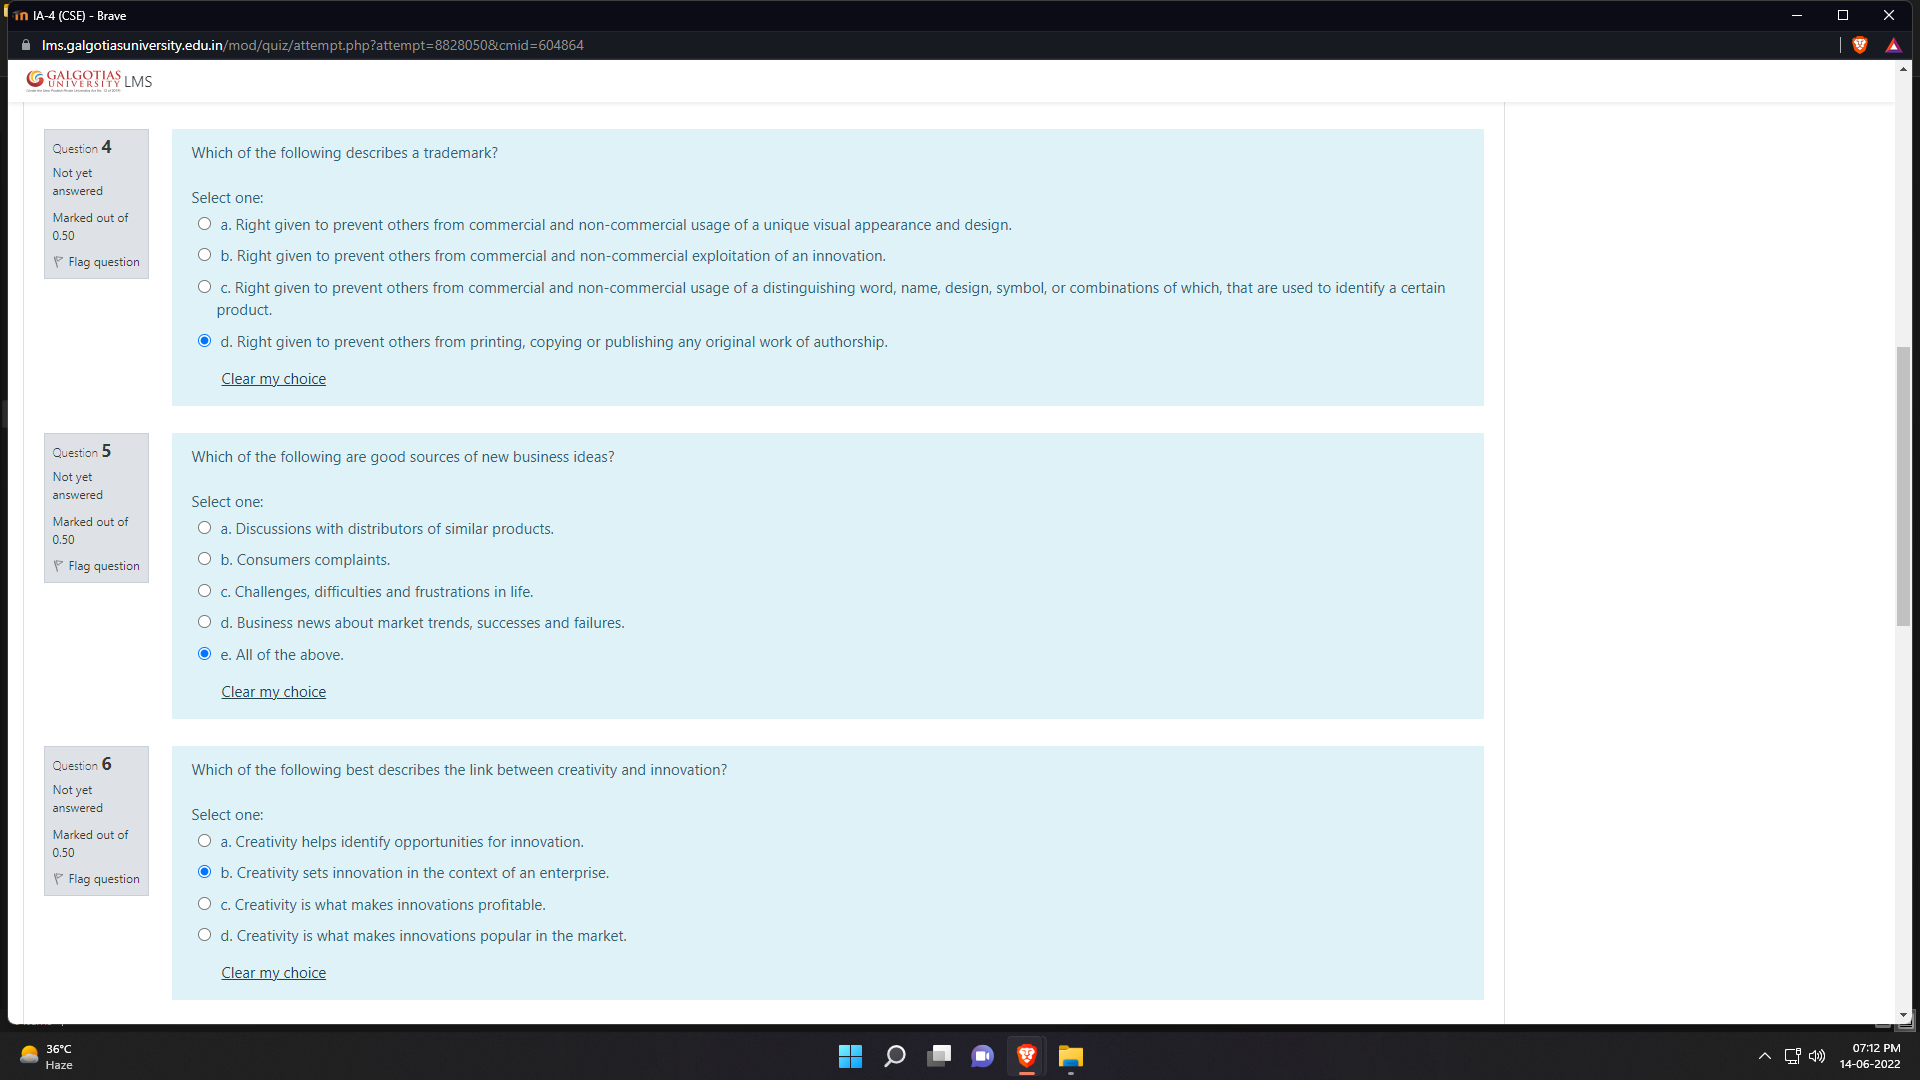 IA-4 (CSE) - Brave
lms.galgotiasuniversity.edu.in/mod/quiz/attempt.php?attempt=8828050&cmid=604864
GALGOTIAS
UNIVERSITY LMS
Question 4
Not yet
answered
Marked out of
0.50
Flag question
Which of the following describes a trademark?
Select one:
a. Right given to prevent others from commercial and non-commercial usage of a unique visual appearance and design.
b. Right given to prevent others from commercial and non-commercial exploitation of an innovation.
c. Right given to prevent others from commercial and non-commercial usage of a distinguishing word, name, design, symbol, or combinations of which, that are used to identify a certain
product.
d. Right given to prevent others from printing, copying or publishing any original work of authorship.
Clear my choice
Question 5
Not yet
answered
Marked out of
0.50
Flag question
Which of the following are good sources of new business ideas?
Select one:
a. Discussions with distributors of similar products.
b. Consumers complaints.
c. Challenges, difficulties and frustrations in life.
d. Business news about market trends, successes and failures.
e. All of the above.
Clear my choice
Question 6
Not yet
answered
Marked out of
0.50
Flag question
Which of the following best describes the link between creativity and innovation?
Select one:
a. Creativity helps identify opportunities for innovation.
b. Creativity sets innovation in the context of an enterprise.
c. Creativity is what makes innovations profitable.
d. Creativity is what makes innovations popular in the market.
Clear my choice
36°C
Haze
07:12 PM
14-06-2022